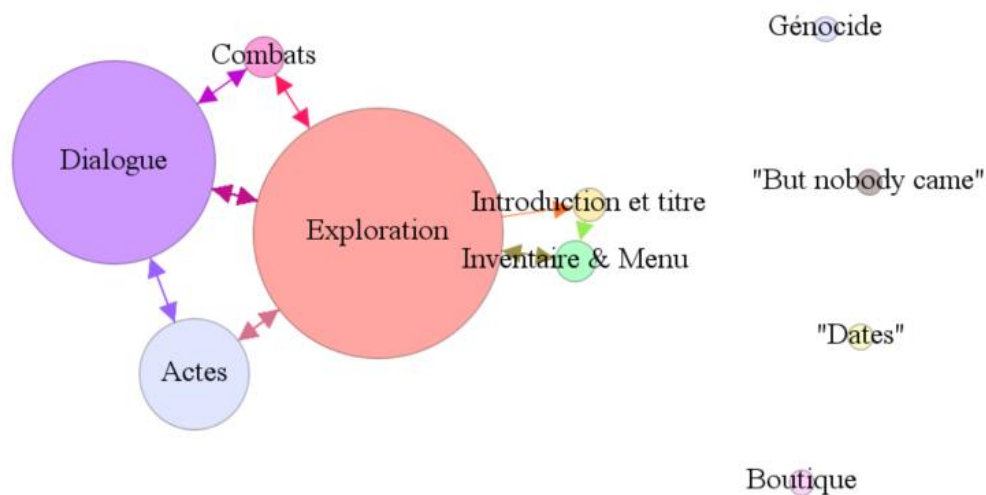 Génocide
Combats
Dialogue
"But nobody came"
Introduction et titre
Exploration
Inventaire & Menu
"Dates"
Actes
Boutique